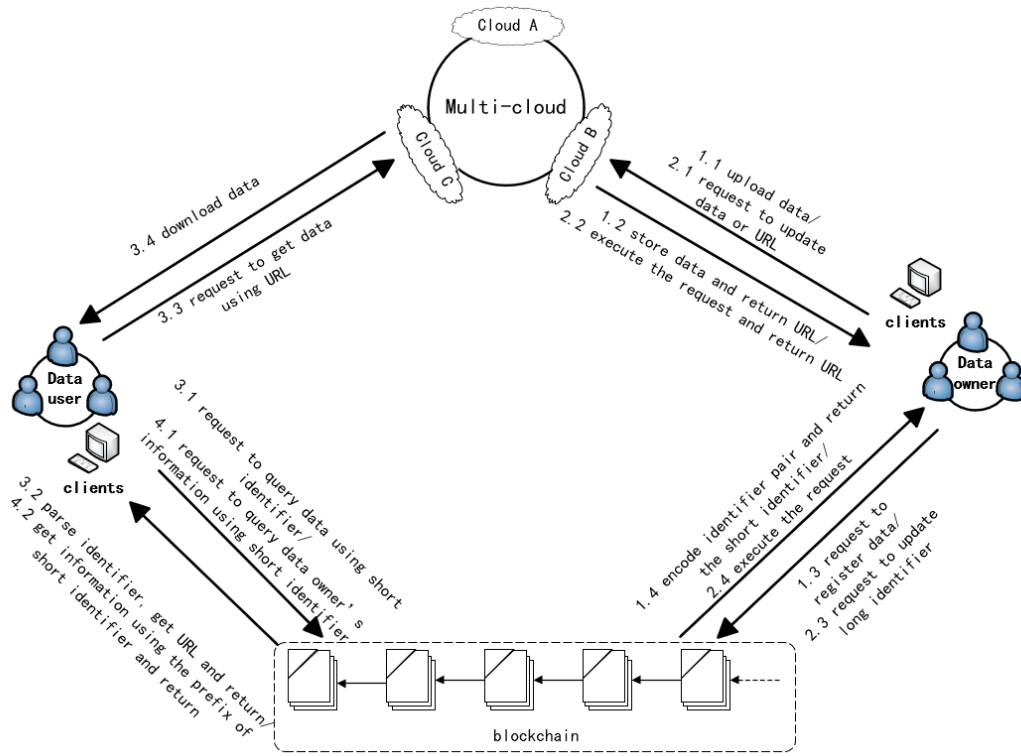 Cloud A
Multi-cloud
Cloud C
Cloud B
1.1 upload data/
2.1 request to update
data or URL
1.2 store data and return URL/
2.2 execute the request and return URL
3.4 download data
3.3 request to get data
using URL
clients
Data
owner
Data
user
clients
3.1 request to query data using short
identifier/
4.1 request to query data owner's
information using short identifier
3.2 parse identifier, get URL and return/
4.2 get information using the prefix of
short identifier and return
1.4 encode identifier pair and return
the short identifier/
2.4 execute the request
1.3 request to
register data/
2.3 request to update
long identifier
blockchain